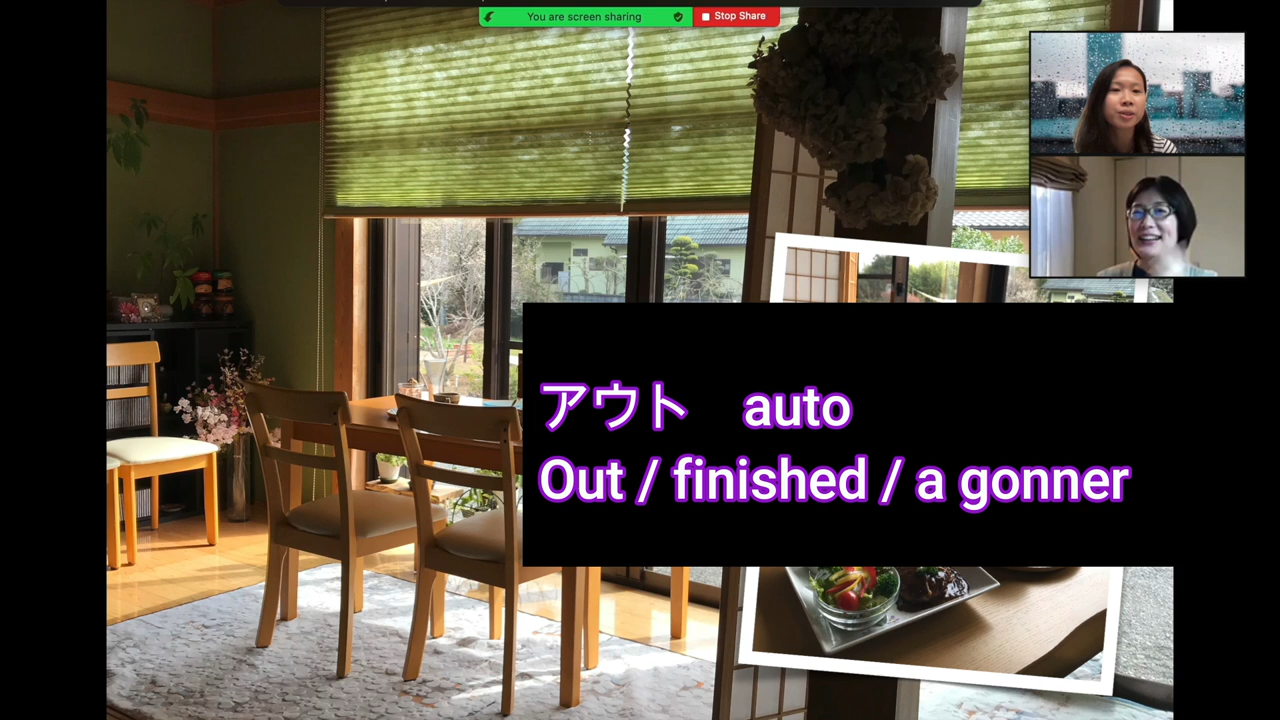 You are screen sharing
Stop Share
アウト auto
Out / finished / a gonner